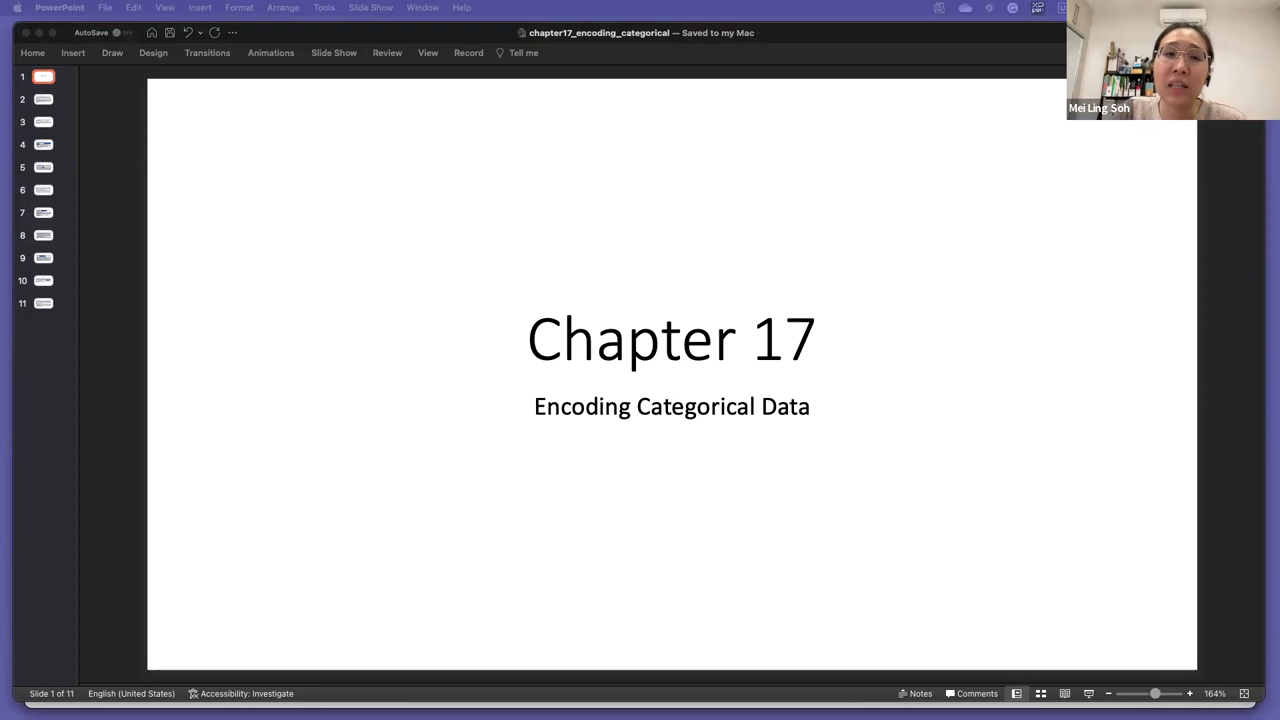 PowerPoint File Edit View Insert Format Arrange Tools Slide Show Window Help
AutoSave OFF
chapter17_encoding_categorical — Saved to my Mac
Home Insert Draw Design Transitions Animations Slide Show Review View Record Tell me
Mei Ling Soh
1
2
3
4
5
6
7
8
9
10
11
Chapter 17
Encoding Categorical Data
Slide 1 of 11 English (United States) Accessibility: Investigate Notes Comments 164%